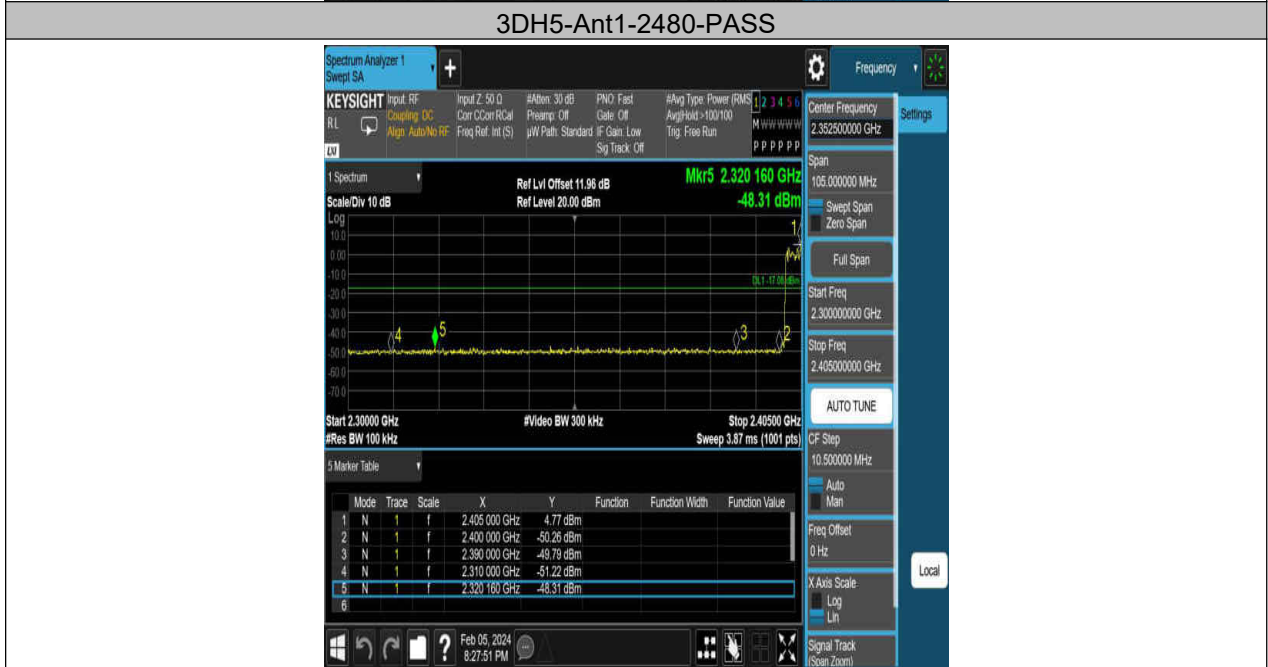 3DH5-Ant1-2480-PASS
Spectrum Analyzer 1
Swept SA
+
Frequency
KEYSIGHT
RL
Input: RF
Coupling: DC
Align: Auto/No RF
Input Z: 50 Ω
Corr CCorr RCal
Freq Ref: Int (S)
#Atten: 30 dB
Preamp: Off
µW Path: Standard
PNO: Fast
Gate: Off
IF Gain: Low
Sig Track: Off
#Avg Type: Power (RMS
Avg|Hold:>100/100
Trig: Free Run
1 2 3 4 5 6
M W W W W W
P P P P P P
Center Frequency
2.352500000 GHz
Settings
Span
105.000000 MHz
Swept Span
Zero Span
Full Span
Start Freq
2.300000000 GHz
Stop Freq
2.405000000 GHz
AUTO TUNE
CF Step
10.500000 MHz
Auto
Man
Freq Offset
0 Hz
X Axis Scale
Log
Lin
Signal Track
(Span Zoom)
Local
1 Spectrum
Scale/Div 10 dB
Ref Lvl Offset 11.96 dB
Ref Level 20.00 dBm
Mkr5 2.320 160 GHz
-48.31 dBm
Log
10.0
0.00
-10.0
-20.0
-30.0
-40.0
-50.0
-60.0
-70.0
1
DL1 -17.08 dBm
4
5
3
2
Start 2.30000 GHz
#Video BW 300 kHz
Stop 2.40500 GHz
#Res BW 100 kHz
Sweep 3.87 ms (1001 pts)
5 Marker Table
Mode Trace Scale X Y Function Function Width Function Value
1 N 1 f 2.405 000 GHz 4.77 dBm
2 N 1 f 2.400 000 GHz -50.26 dBm
3 N 1 f 2.390 000 GHz -49.79 dBm
4 N 1 f 2.310 000 GHz -51.22 dBm
5 N 1 f 2.320 160 GHz -48.31 dBm
6
?
Feb 05, 2024
8:27:51 PM